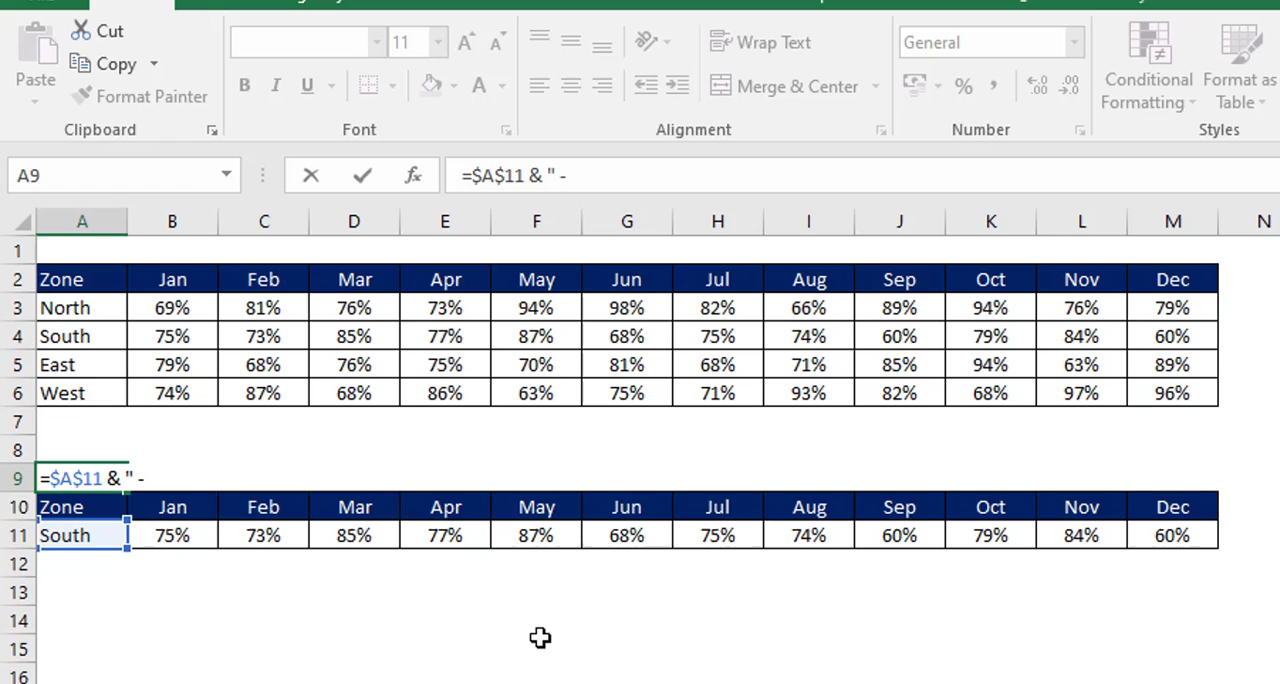 Cut
Copy
Format Painter
Paste
Clipboard
11
B I U
A A
A
Font
Wrap Text
Merge & Center
Alignment
General
% ,
Number
Conditional
Formatting
Format as
Table
Styles
A9
fx
=$A$11 & " -
A B C D E F G H I J K L M N
1
2 Zone Jan Feb Mar Apr May Jun Jul Aug Sep Oct Nov Dec
3 North 69% 81% 76% 73% 94% 98% 82% 66% 89% 94% 76% 79%
4 South 75% 73% 85% 77% 87% 68% 75% 74% 60% 79% 84% 60%
5 East 79% 68% 76% 75% 70% 81% 68% 71% 85% 94% 63% 89%
6 West 74% 87% 68% 86% 63% 75% 71% 93% 82% 68% 97% 96%
7
8
9 =$A$11 & " -
10 Zone Jan Feb Mar Apr May Jun Jul Aug Sep Oct Nov Dec
11 South 75% 73% 85% 77% 87% 68% 75% 74% 60% 79% 84% 60%
12
13
14
15
16